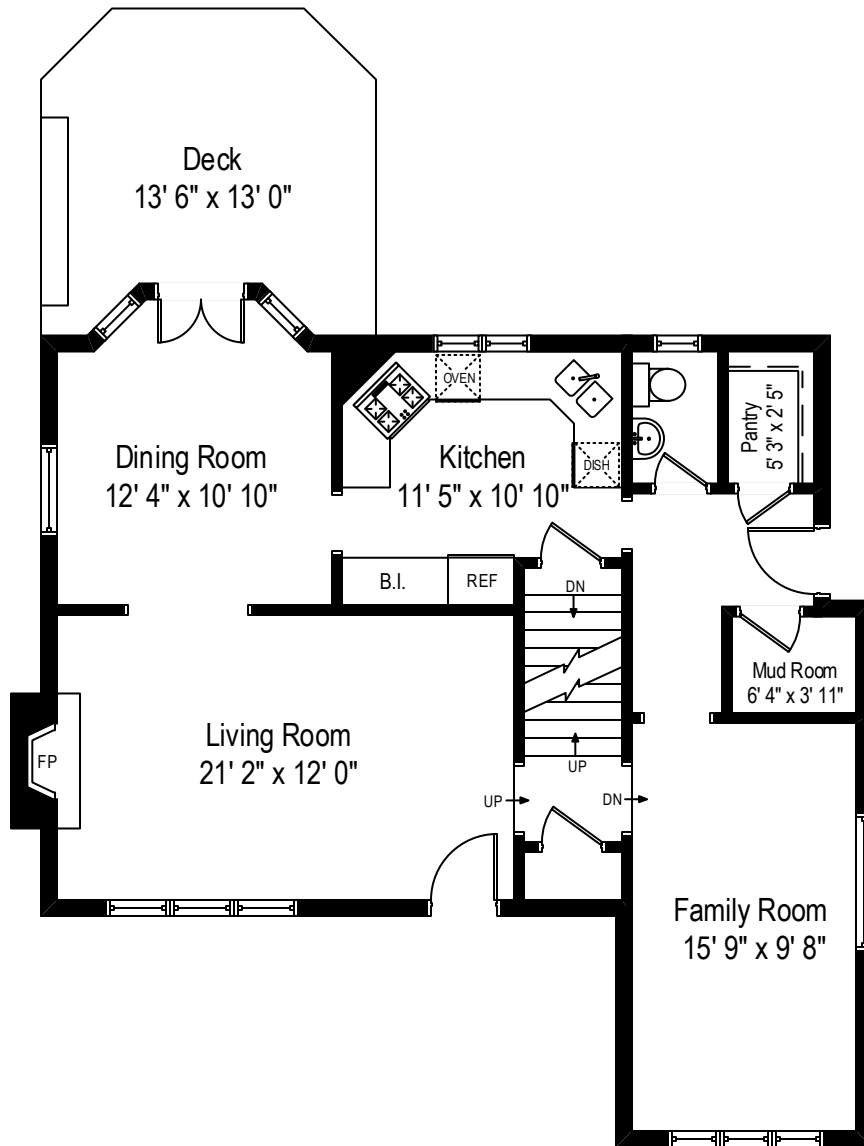 Deck
13' 6" x 13' 0"
OVEN
Pantry
5' 3" x 2' 5"
Dining Room
12' 4" x 10' 10"
Kitchen
11' 5" x 10' 10"
DISH
B.I.
REF
DN
Mud Room
6' 4" x 3' 11"
Living Room
21' 2" x 12' 0"
FP
UP
UP
DN
Family Room
15' 9" x 9' 8"